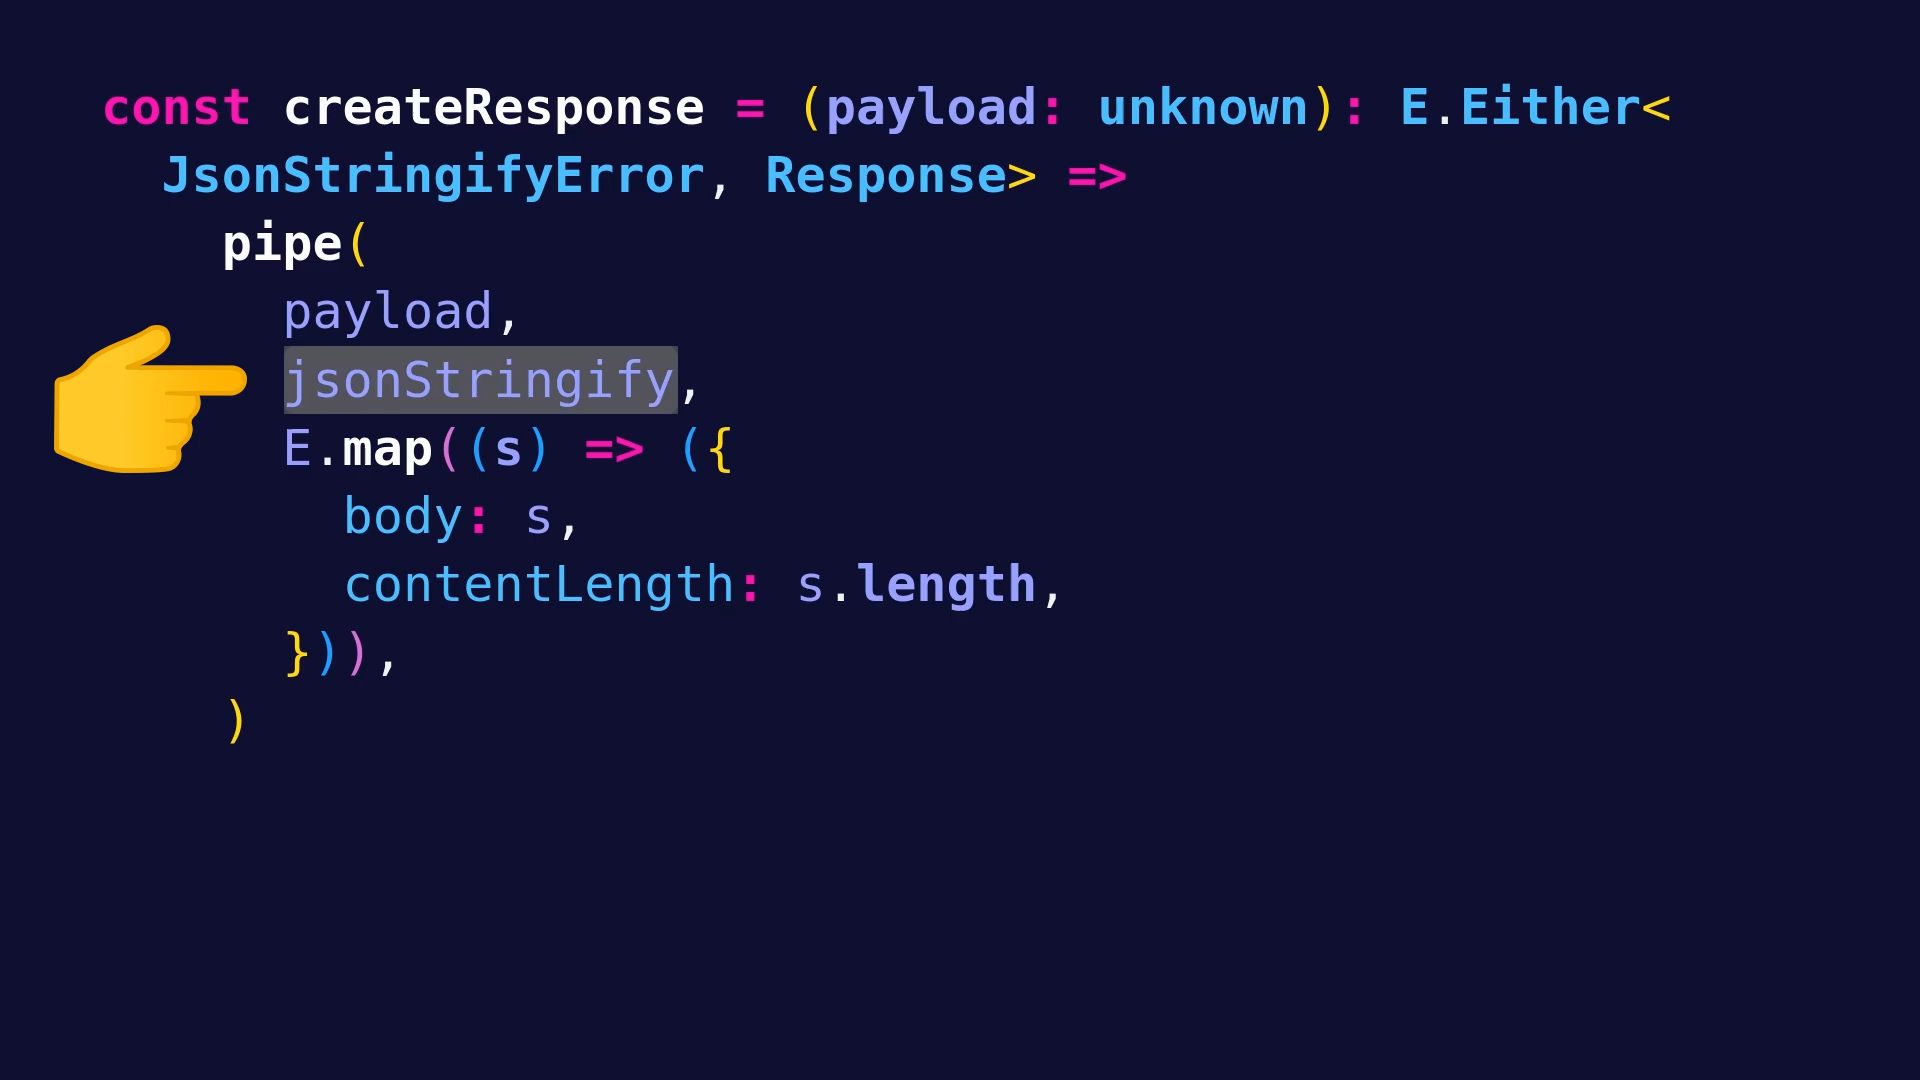 const createResponse = (payload: unknown): E.Either<
JsonStringifyError, Response> =>
pipe(
payload,
jsonStringify,
E.map((s) => ({
body: s,
contentLength: s.length,
})),
)